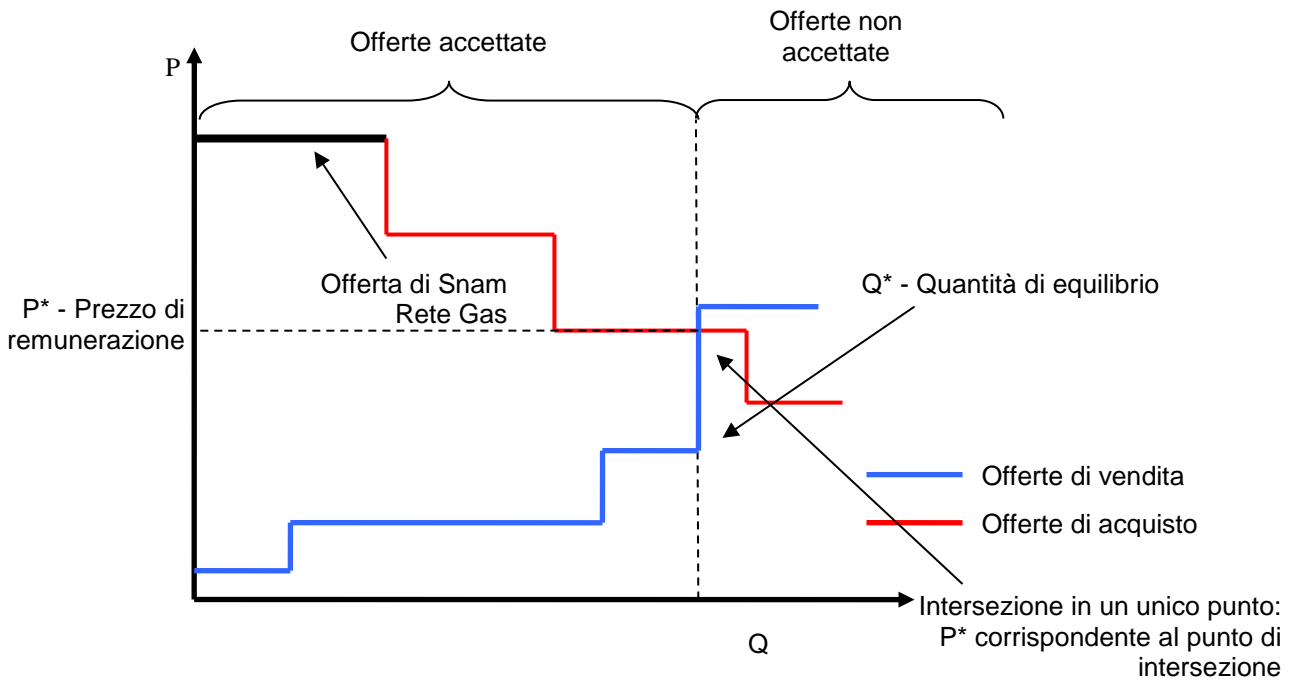 Offerte accettate
Offerte non
accettate
P
Offerta di Snam
Rete Gas
Q* - Quantità di equilibrio
P* - Prezzo di
remunerazione
Offerte di vendita
Offerte di acquisto
Intersezione in un unico punto:
P* corrispondente al punto di
intersezione
Q